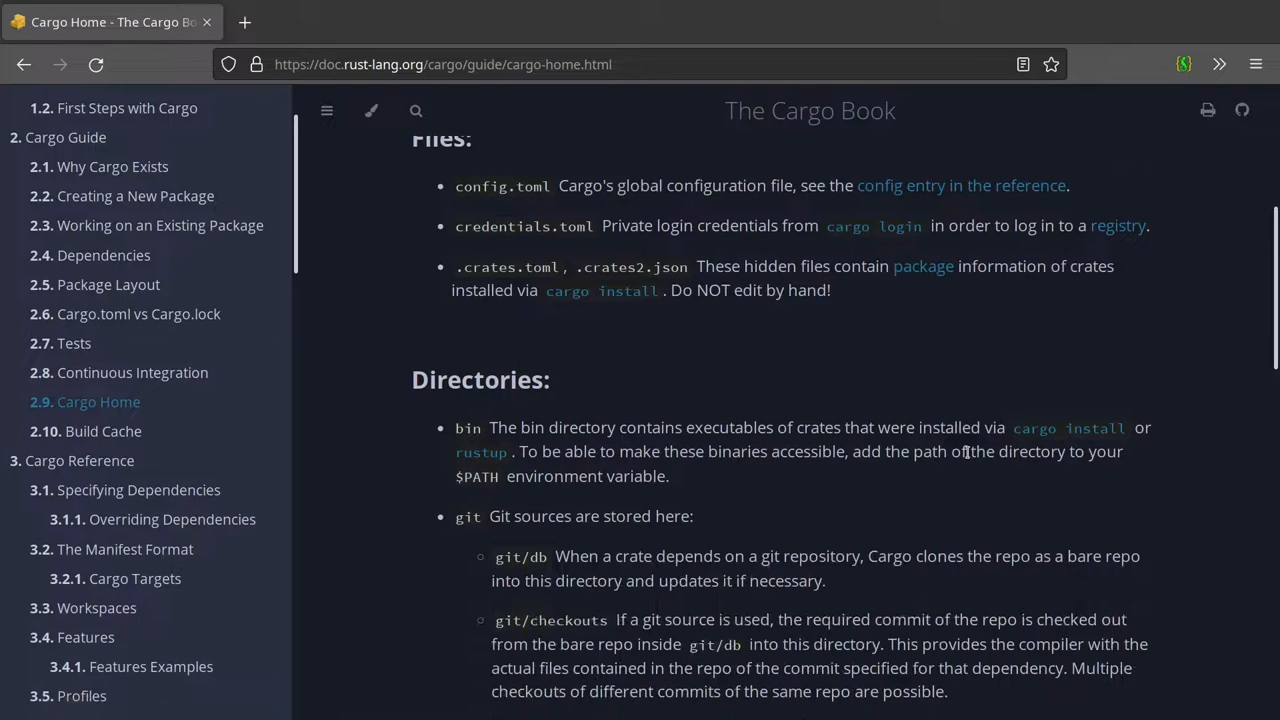 Cargo Home - The Cargo Bo
https://doc.rust-lang.org/cargo/guide/cargo-home.html
1.2. First Steps with Cargo
2. Cargo Guide
2.1. Why Cargo Exists
2.2. Creating a New Package
2.3. Working on an Existing Package
2.4. Dependencies
2.5. Package Layout
2.6. Cargo.toml vs Cargo.lock
2.7. Tests
2.8. Continuous Integration
2.9. Cargo Home
2.10. Build Cache
3. Cargo Reference
3.1. Specifying Dependencies
3.1.1. Overriding Dependencies
3.2. The Manifest Format
3.2.1. Cargo Targets
3.3. Workspaces
3.4. Features
3.4.1. Features Examples
3.5. Profiles
The Cargo Book
Files:
config.toml Cargo's global configuration file, see the config entry in the reference.
credentials.toml Private login credentials from cargo login in order to log in to a registry.
.crates.toml, .crates2.json These hidden files contain package information of crates
installed via cargo install. Do NOT edit by hand!
Directories:
bin The bin directory contains executables of crates that were installed via cargo install or
rustup. To be able to make these binaries accessible, add the path of the directory to your
$PATH environment variable.
git Git sources are stored here:
git/db When a crate depends on a git repository, Cargo clones the repo as a bare repo
into this directory and updates it if necessary.
git/checkouts If a git source is used, the required commit of the repo is checked out
from the bare repo inside git/db into this directory. This provides the compiler with the
actual files contained in the repo of the commit specified for that dependency. Multiple
checkouts of different commits of the same repo are possible.